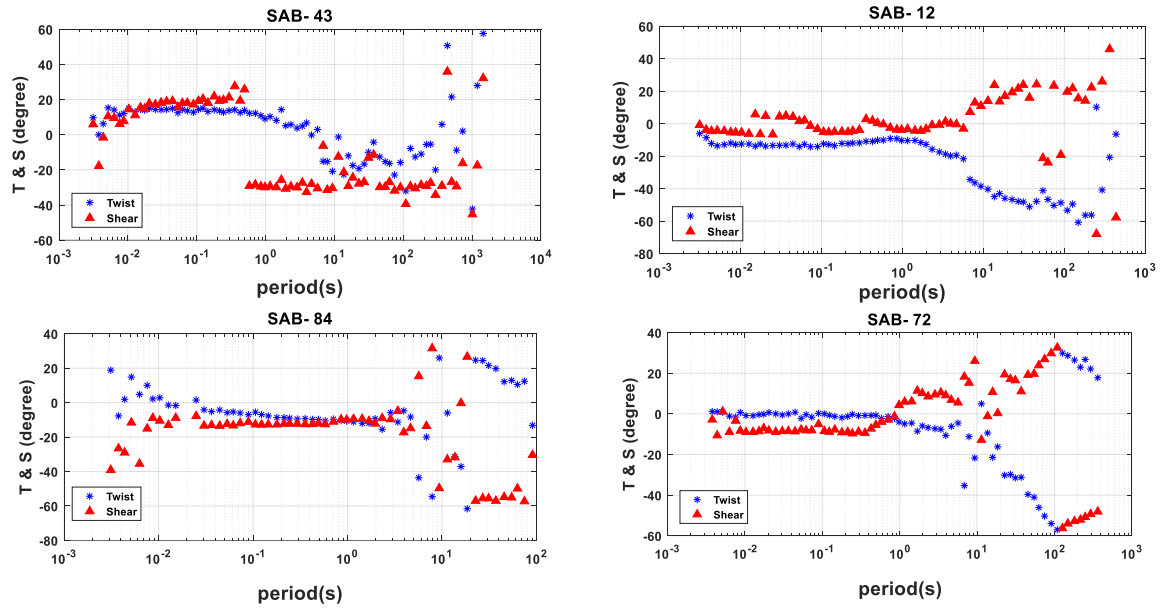 SAB- 43
T & S (degree)
60
40
20
0
-20
-40
-60
Twist
Shear
10^-3 10^-2 10^-1 10^0 10^1 10^2 10^3 10^4
period(s)
SAB- 12
T & S (degree)
60
40
20
0
-20
-40
-60
-80
Twist
Shear
10^-3 10^-2 10^-1 10^0 10^1 10^2 10^3
period(s)
SAB- 84
T & S (degree)
40
20
0
-20
-40
-60
-80
Twist
Shear
10^-3 10^-2 10^-1 10^0 10^1 10^2
period(s)
SAB- 72
T & S (degree)
40
20
0
-20
-40
-60
Twist
Shear
10^-3 10^-2 10^-1 10^0 10^1 10^2 10^3
period(s)